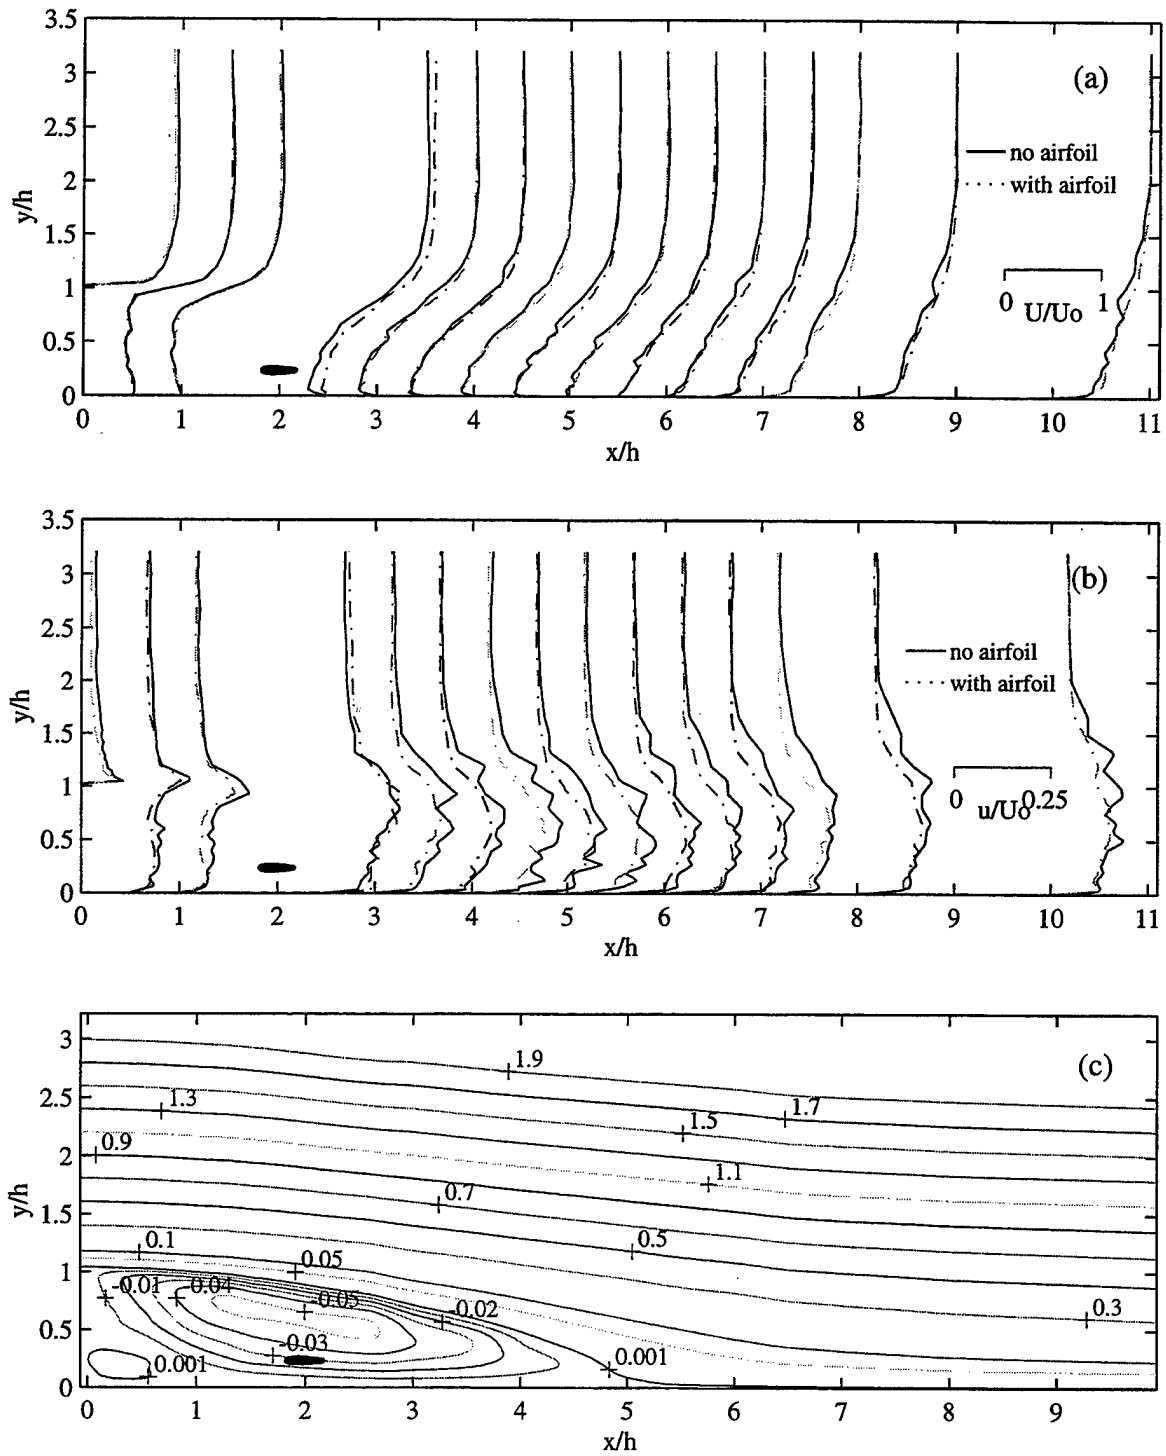 3.5
3
2.5
2
1.5
1
0.5
0
y/h
(a)
no airfoil
with airfoil
0 U/Uo 1
0 1 2 3 4 5 6 7 8 9 10 11
x/h
3.5
3
2.5
2
1.5
1
0.5
0
y/h
(b)
no airfoil
with airfoil
0 u/Uo 0.25
0 1 2 3 4 5 6 7 8 9 10 11
x/h
3
2.5
2
1.5
1
0.5
0
y/h
(c)
1.9
1.3
1.7
1.5
0.9
1.1
0.7
0.5
0.1
0.05
-0.01
-0.04
-0.05
-0.02
0.3
-0.03
0.001
0.001
0 1 2 3 4 5 6 7 8 9
x/h